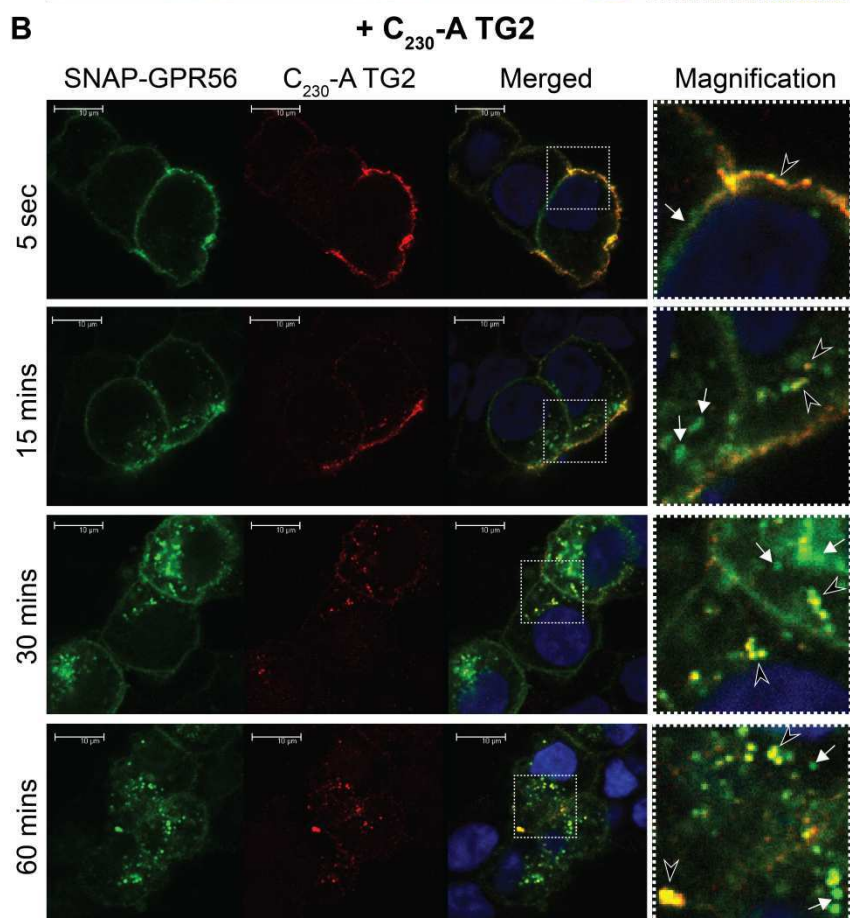 B
+ C₂₃₀-A TG2
SNAP-GPR56 C₂₃₀-A TG2 Merged Magnification
5 sec
10 µm 10 µm 10 µm
15 mins
10 µm 10 µm 10 µm
30 mins
10 µm 10 µm 10 µm
60 mins
10 µm 10 µm 10 µm